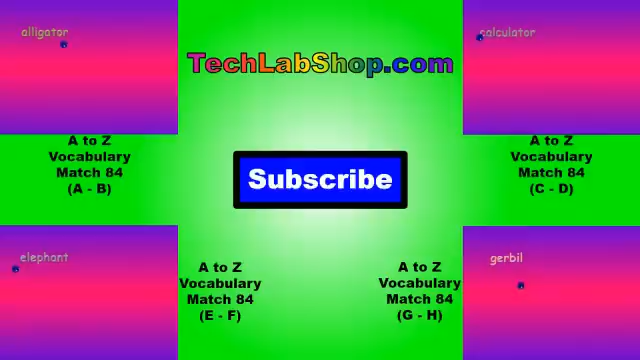 alligator
calculator
TechLabShop.com
A to Z
Vocabulary
Match 84
(A - B)
A to Z
Vocabulary
Match 84
(C - D)
Subscribe
elephant
gerbil
A to Z
Vocabulary
Match 84
(E - F)
A to Z
Vocabulary
Match 84
(G - H)